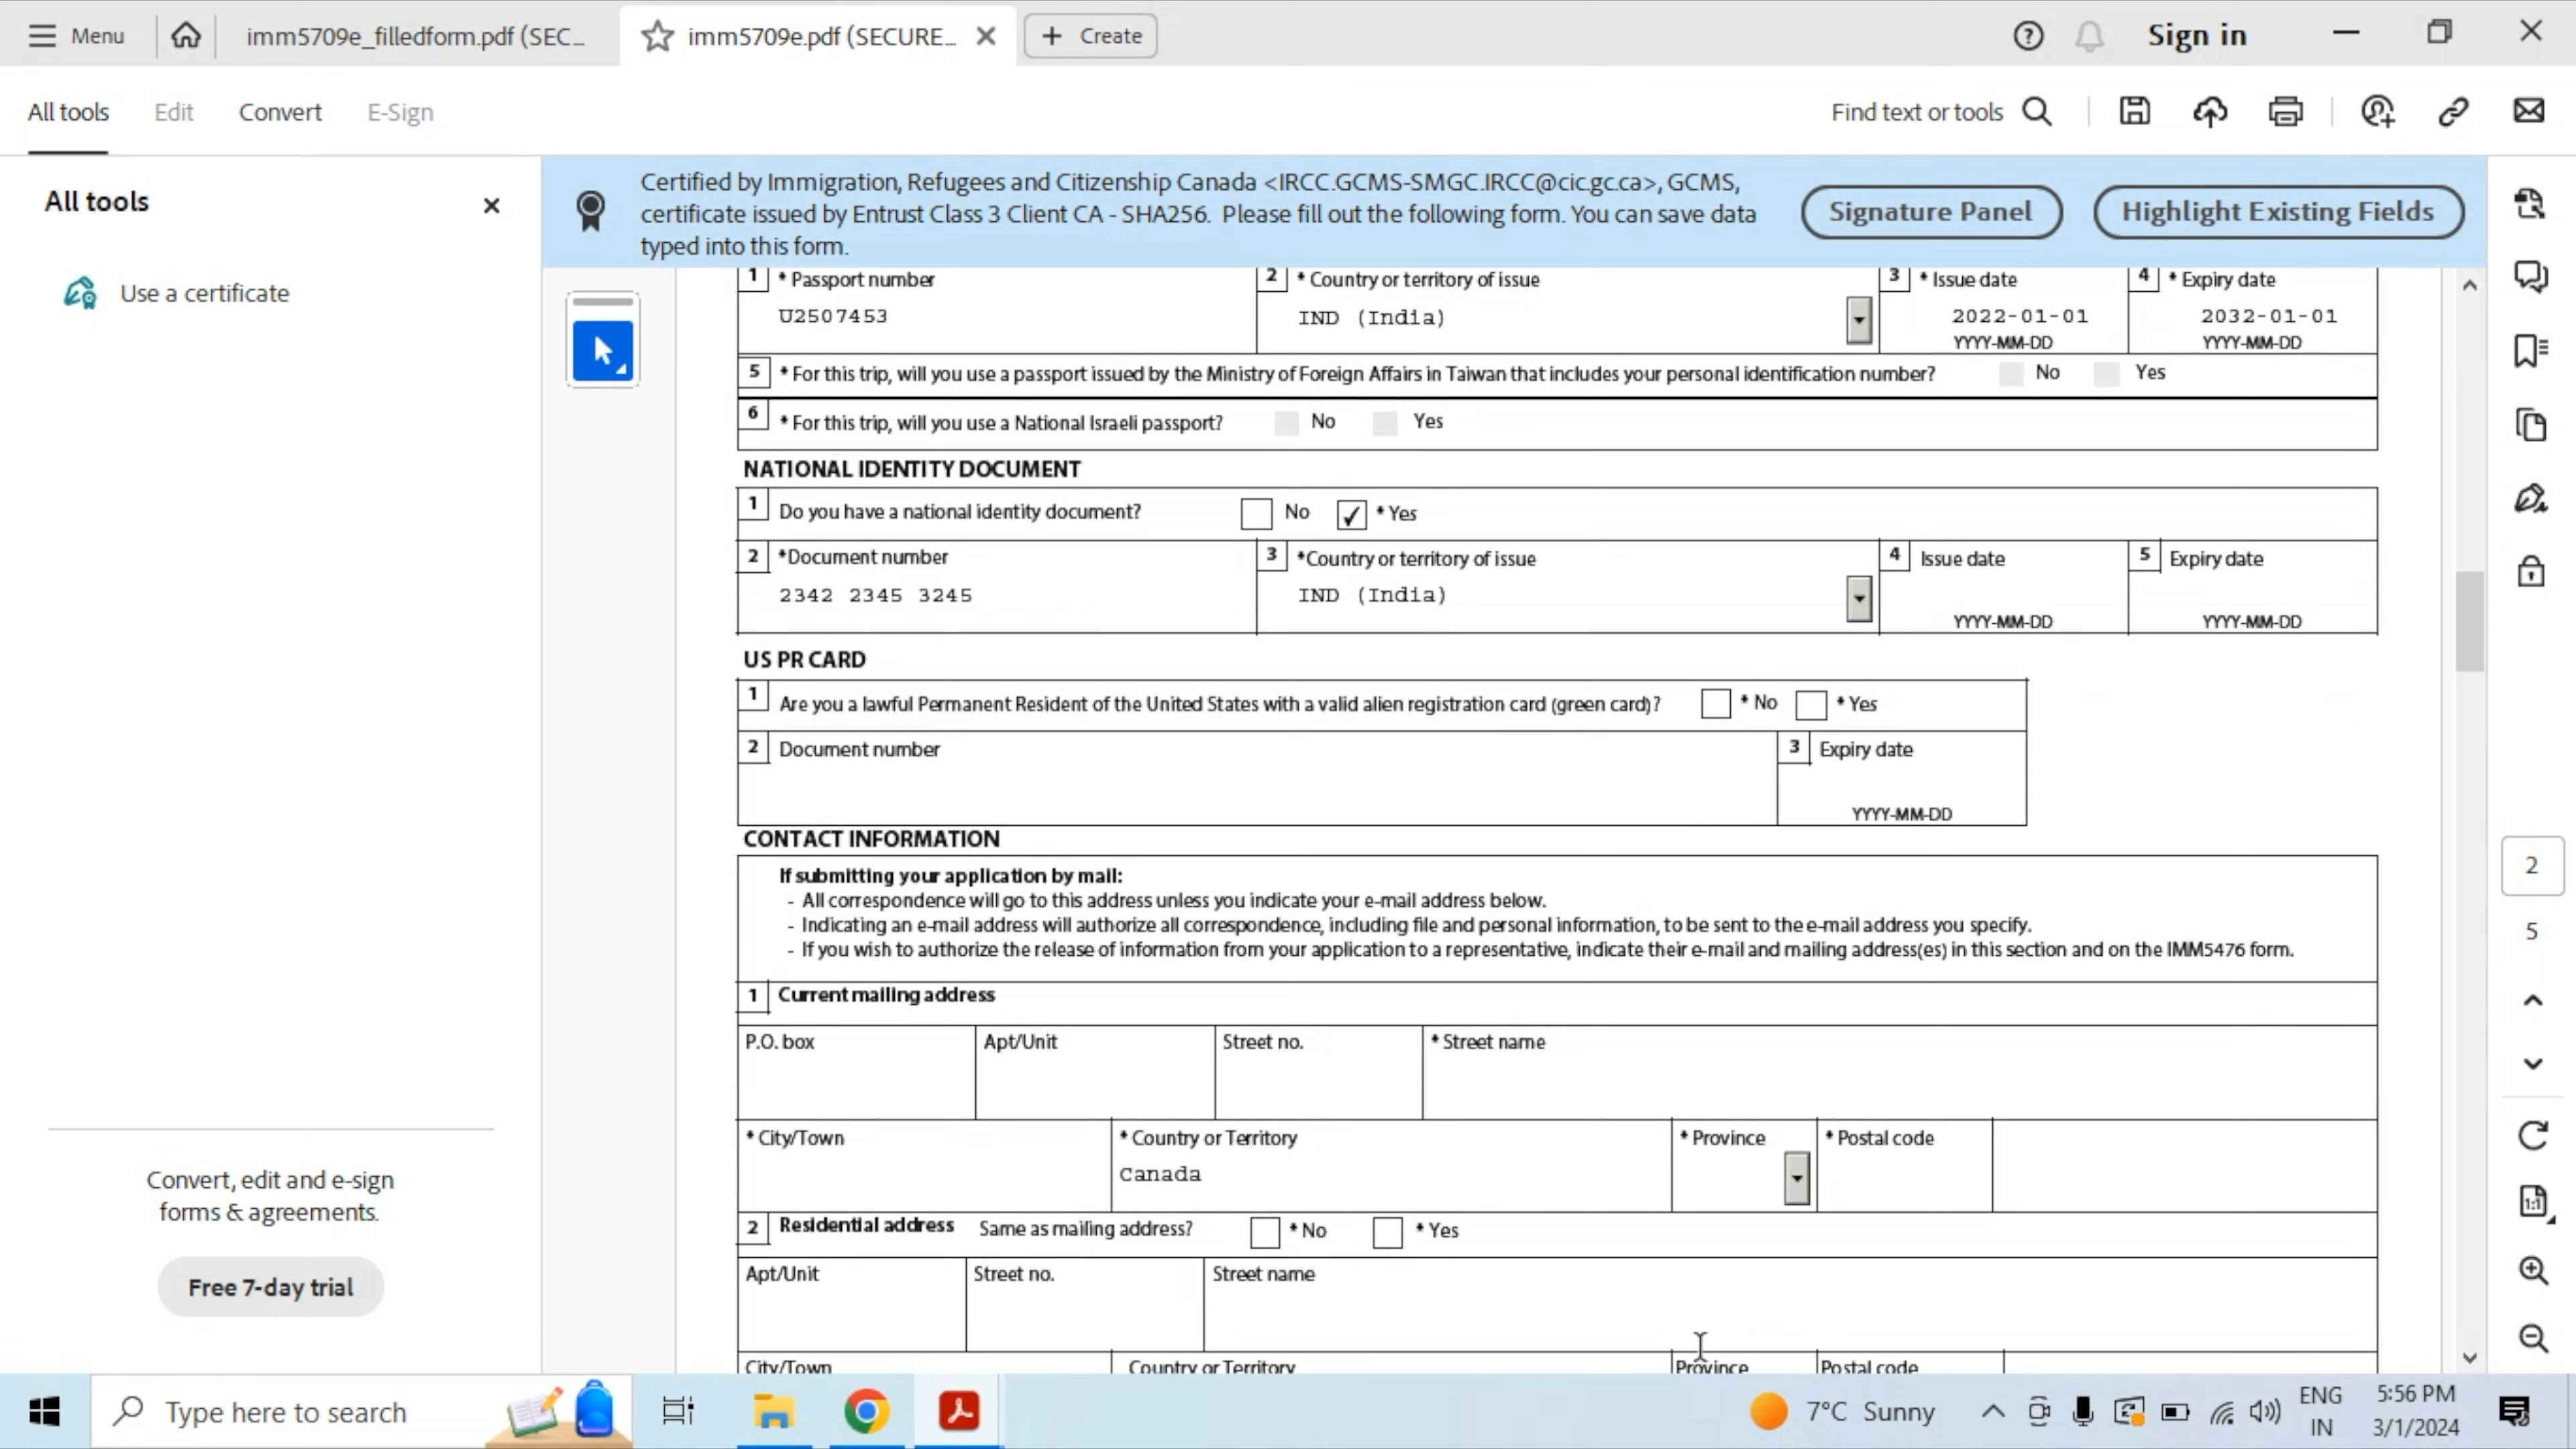 Menu
imm5709e_filledform.pdf (SEC...
imm5709e.pdf (SECURE...
Create
Sign in
All tools
Edit
Convert
E-Sign
Find text or tools
All tools
Use a certificate
Certified by Immigration, Refugees and Citizenship Canada <IRCC.GCMS-SMGC.IRCC@cic.gc.ca>, GCMS,
certificate issued by Entrust Class 3 Client CA - SHA256. Please fill out the following form. You can save data
typed into this form.
Signature Panel
Highlight Existing Fields
1 * Passport number
U2507453
2 * Country or territory of issue
IND (India)
3 * Issue date
2022-01-01
YYYY-MM-DD
4 * Expiry date
2032-01-01
YYYY-MM-DD
5 * For this trip, will you use a passport issued by the Ministry of Foreign Affairs in Taiwan that includes your personal identification number? No Yes
6 * For this trip, will you use a National Israeli passport? No Yes
NATIONAL IDENTITY DOCUMENT
1 Do you have a national identity document? No ✓ * Yes
2 *Document number
2342 2345 3245
3 *Country or territory of issue
IND (India)
4 Issue date
YYYY-MM-DD
5 Expiry date
YYYY-MM-DD
US PR CARD
1 Are you a lawful Permanent Resident of the United States with a valid alien registration card (green card)? * No * Yes
2 Document number
3 Expiry date
YYYY-MM-DD
CONTACT INFORMATION
If submitting your application by mail:
- All correspondence will go to this address unless you indicate your e-mail address below.
- Indicating an e-mail address will authorize all correspondence, including file and personal information, to be sent to the e-mail address you specify.
- If you wish to authorize the release of information from your application to a representative, indicate their e-mail and mailing address(es) in this section and on the IMM5476 form.
1 Current mailing address
P.O. box
Apt/Unit
Street no.
* Street name
* City/Town
* Country or Territory
Canada
* Province
* Postal code
2 Residential address Same as mailing address? * No * Yes
Apt/Unit
Street no.
Street name
City/Town
Country or Territory
Province
Postal code
Convert, edit and e-sign
forms & agreements.
Free 7-day trial
2
5
1:1
Type here to search
7°C Sunny
ENG
IN
5:56 PM
3/1/2024